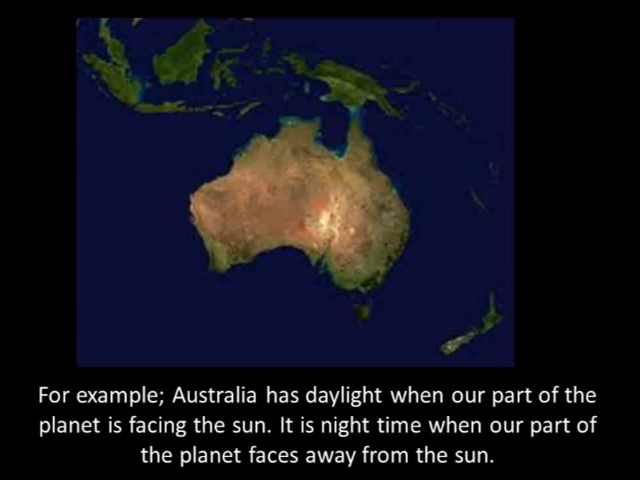 For example; Australia has daylight when our part of the
planet is facing the sun. It is night time when our part of
the planet faces away from the sun.